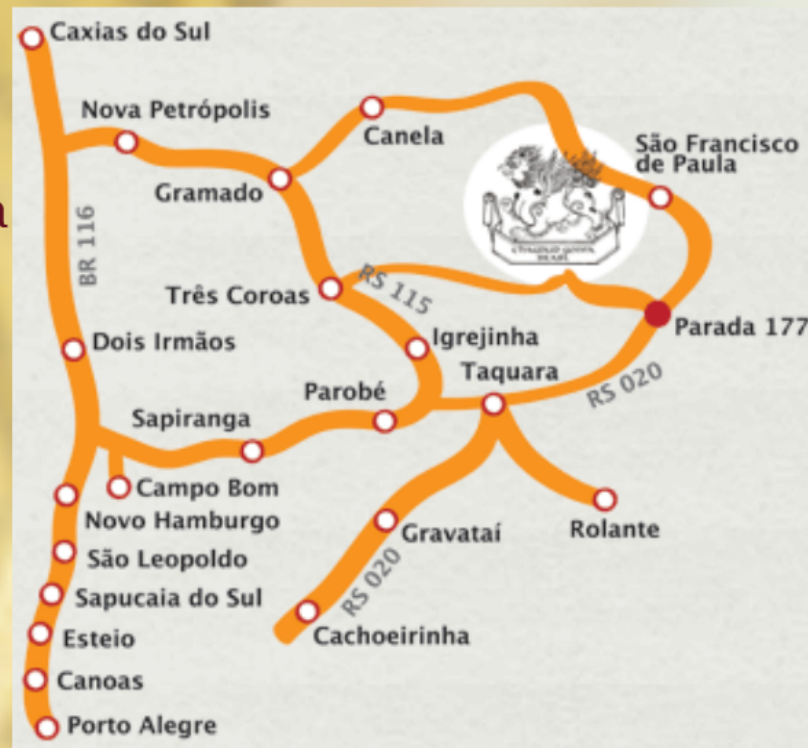 Caxias do Sul
Nova Petrópolis
Canela
São Francisco
de Paula
Gramado
a
BR 116
Três Coroas
RS 115
Parada 177
Dois Irmãos
Igrejinha
Taquara
RS 020
Parobé
Sapiranga
Campo Bom
Novo Hamburgo
Gravataí
Rolante
São Leopoldo
RS 020
Sapucaia do Sul
Esteio
Cachoeirinha
Canoas
Porto Alegre